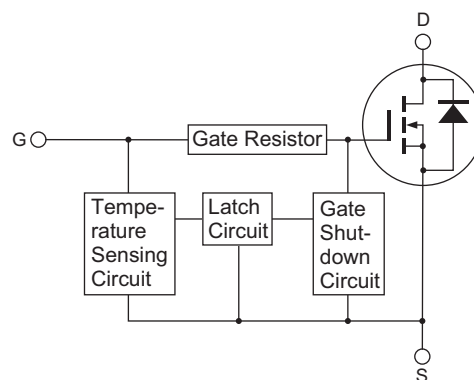 D
G
Gate Resistor
Tempe-
rature
Sensing
Circuit
Latch
Circuit
Gate
Shut-
down
Circuit
S